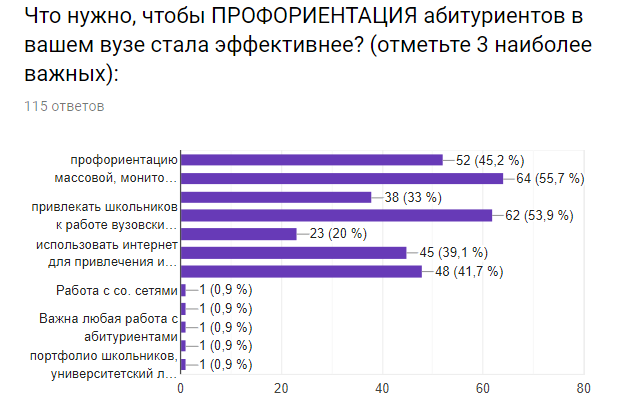 Что нужно, чтобы ПРОФОРИЕНТАЦИЯ абитуриентов в
вашем вузе стала эффективнее? (отметьте 3 наиболее
важных):
115 ответов
профориентацию
массовой, монито…
привлекать школьников
к работе вузовски…
использовать интернет
для привлечения и…
Работа с со. сетями
Важна любая работа с
абитуриентами
портфолио школьников,
университетский л…
52 (45,2 %)
64 (55,7 %)
38 (33 %)
62 (53,9 %)
23 (20 %)
45 (39,1 %)
48 (41,7 %)
1 (0,9 %)
1 (0,9 %)
1 (0,9 %)
1 (0,9 %)
1 (0,9 %)
0 20 40 60 80